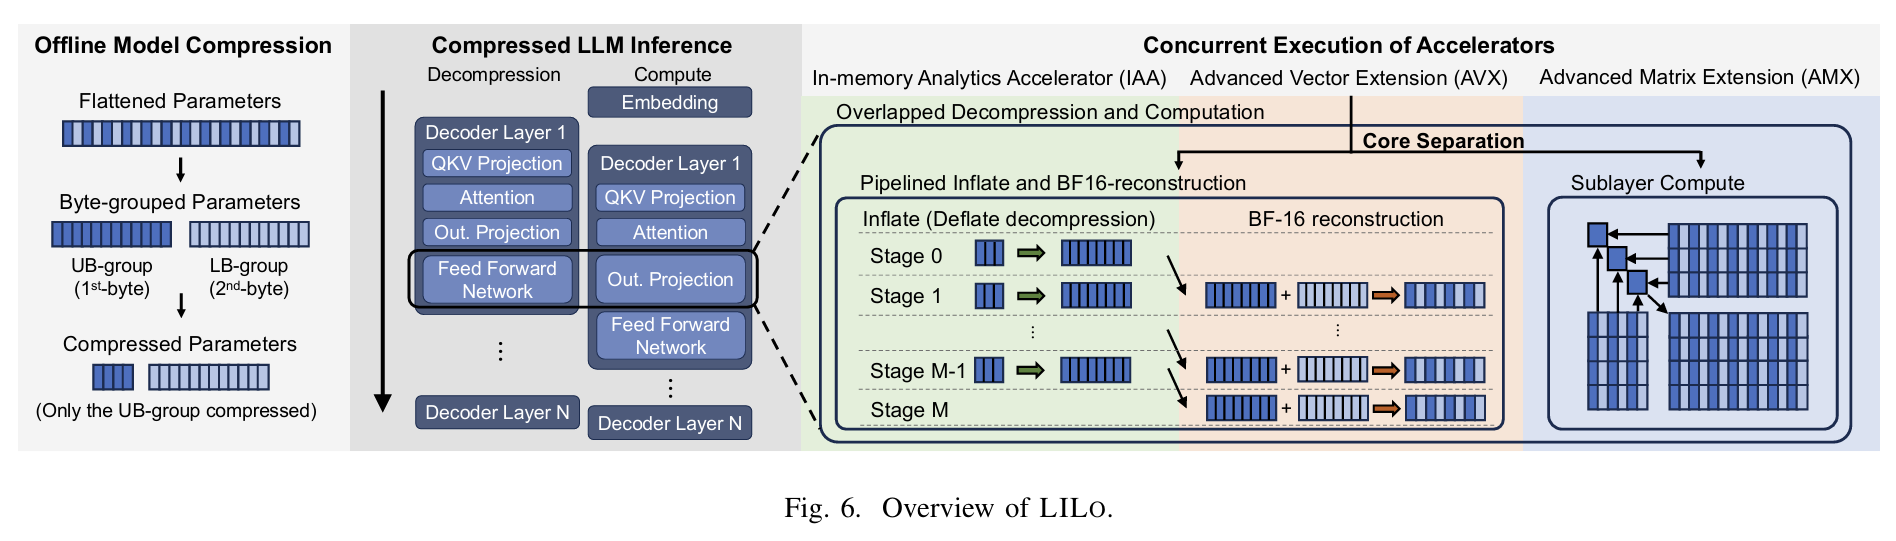 Offline Model Compression
Flattened Parameters
Byte-grouped Parameters
UB-group
(1st-byte)
LB-group
(2nd-byte)
Compressed Parameters
(Only the UB-group compressed)
Compressed LLM Inference
Decompression
Compute
Embedding
Decoder Layer 1
QKV Projection
Attention
Out. Projection
Feed Forward
Network
⋮
Decoder Layer N
Decoder Layer 1
QKV Projection
Attention
Out. Projection
Feed Forward
Network
⋮
Decoder Layer N
Concurrent Execution of Accelerators
In-memory Analytics Accelerator (IAA)
Advanced Vector Extension (AVX)
Advanced Matrix Extension (AMX)
Overlapped Decompression and Computation
Core Separation
Pipelined Inflate and BF16-reconstruction
Inflate (Deflate decompression)
BF-16 reconstruction
Stage 0
Stage 1
+
⋮
⋮
Stage M-1
+
Stage M
+
Sublayer Compute
Fig. 6. Overview of LILO.